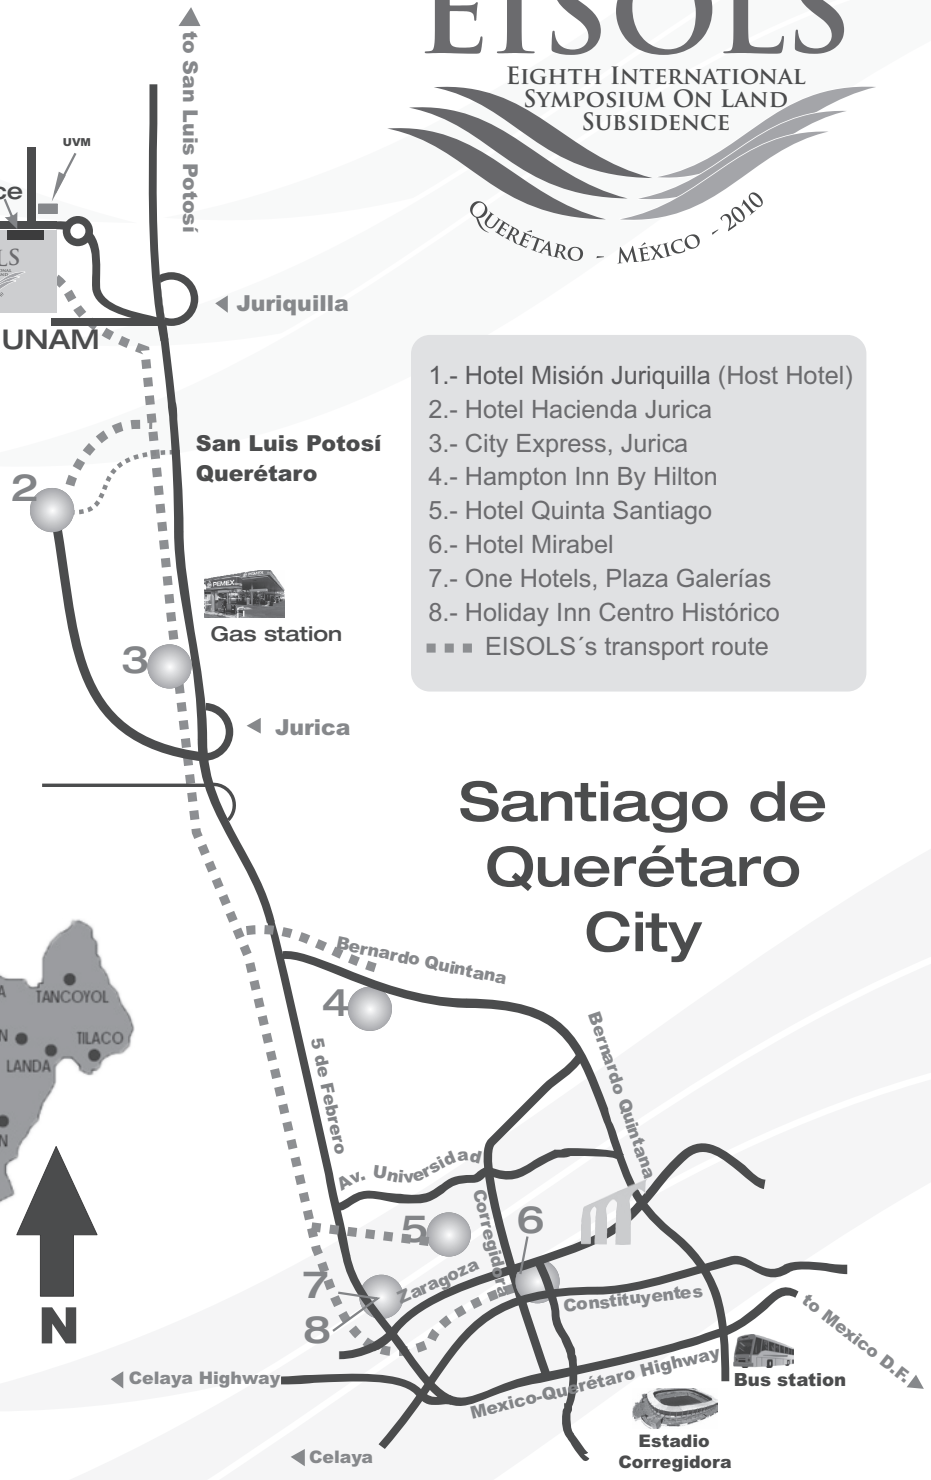 EISOLS
EIGHTH INTERNATIONAL
SYMPOSIUM ON LAND
SUBSIDENCE
QUERÉTARO - MÉXICO - 2010
to San Luis Potosí
UVM
ce
LS
UNAM
Juriquilla
1.- Hotel Misión Juriquilla (Host Hotel)
2.- Hotel Hacienda Jurica
3.- City Express, Jurica
4.- Hampton Inn By Hilton
5.- Hotel Quinta Santiago
6.- Hotel Mirabel
7.- One Hotels, Plaza Galerías
8.- Holiday Inn Centro Histórico
EISOLS´s transport route
San Luis Potosí
Querétaro
2
PEMEX
Gas station
3
Jurica
Santiago de
Querétaro
City
Bernardo Quintana
4
Bernardo Quintana
5 de Febrero
A
TANCOYOL
N
TILACO
LANDA
N
Av. Universidad
Corregidora
5
6
7
Zaragoza
8
Constituyentes
N
to Mexico D.F.
Celaya Highway
Mexico-Querétaro Highway
Bus station
Estadio
Corregidora
Celaya